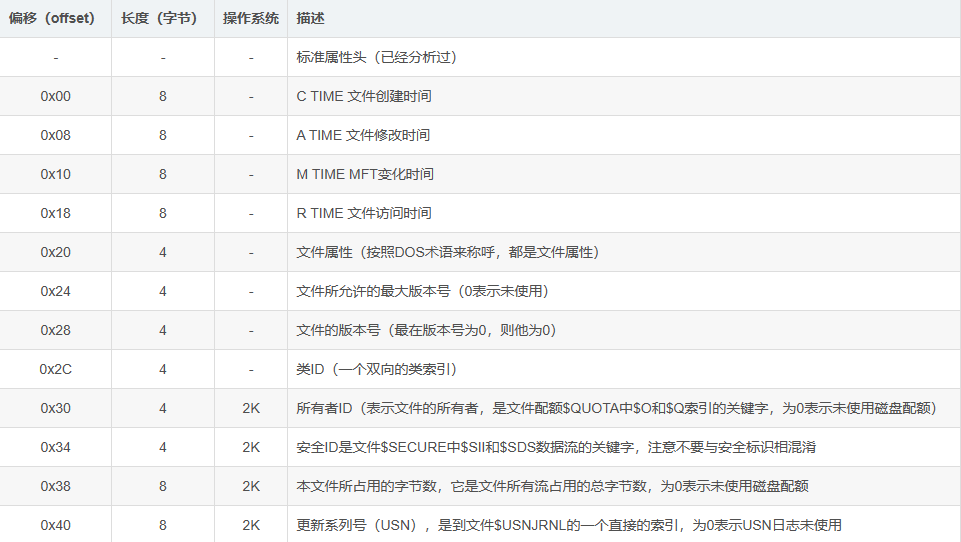 偏移（offset） 长度（字节） 操作系统 描述
- - - 标准属性头（已经分析过）
0x00 8 - C TIME 文件创建时间
0x08 8 - A TIME 文件修改时间
0x10 8 - M TIME MFT变化时间
0x18 8 - R TIME 文件访问时间
0x20 4 - 文件属性（按照DOS术语来称呼，都是文件属性）
0x24 4 - 文件所允许的最大版本号（0表示未使用）
0x28 4 - 文件的版本号（最在版本号为0，则他为0）
0x2C 4 - 类ID（一个双向的类索引）
0x30 4 2K 所有者ID（表示文件的所有者，是文件配额$QUOTA中$O和$Q索引的关键字，为0表示未使用磁盘配额）
0x34 4 2K 安全ID是文件$SECURE中$SII和$SDS数据流的关键字，注意不要与安全标识相混淆
0x38 8 2K 本文件所占用的字节数，它是文件所有流占用的总字节数，为0表示未使用磁盘配额
0x40 8 2K 更新系列号（USN），是到文件$USNJRNL的一个直接的索引，为0表示USN日志未使用